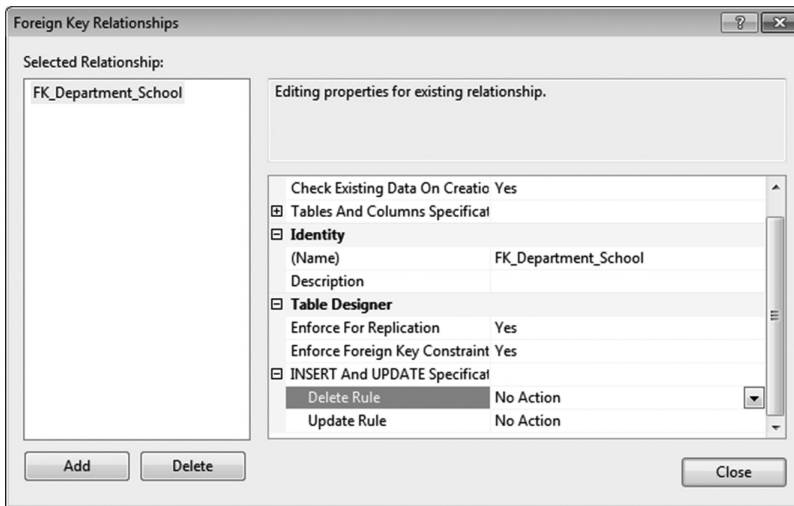 Foreign Key Relationships
Selected Relationship:
FK_Department_School
Editing properties for existing relationship.
Check Existing Data On Creatio Yes
Tables And Columns Specificat
Identity
(Name) FK_Department_School
Description
Table Designer
Enforce For Replication Yes
Enforce Foreign Key Constraint Yes
INSERT And UPDATE Specificat
Delete Rule No Action
Update Rule No Action
Add Delete
Close